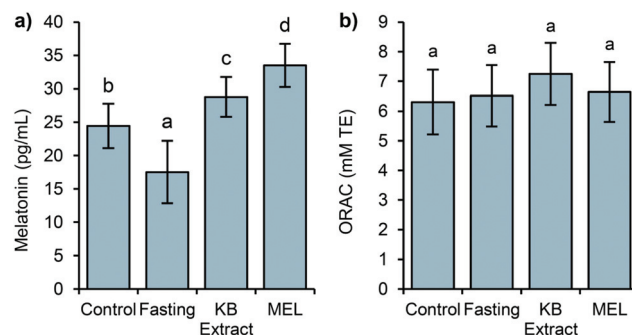 a)
Melatonin (pg/mL)
40
35
30
25
20
15
10
5
0
b
a
c
d
Control Fasting KB MEL
Extract
b)
ORAC (mM TE)
9
8
7
6
5
4
3
2
1
0
a
a
a
a
Control Fasting KB MEL
Extract